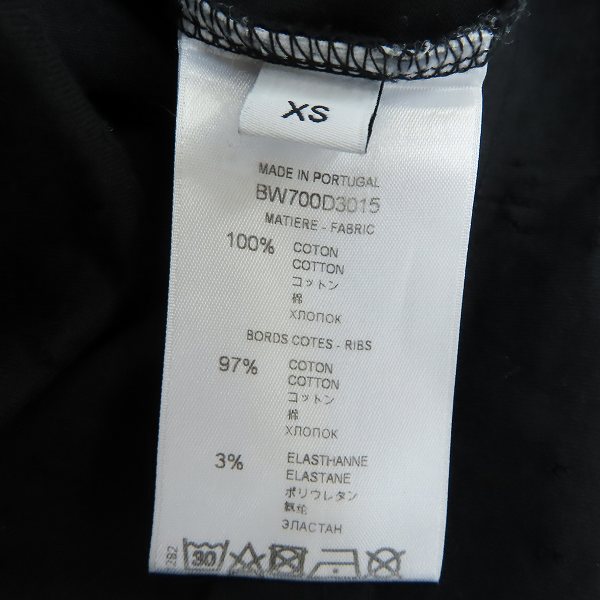 XS
MADE IN PORTUGAL
BW700D3015
MATIERE - FABRIC
100% COTON
COTTON
コットン
棉
ХЛОПОК
BORDS COTES - RIBS
97% COTON
COTTON
コットン
棉
ХЛОПОК
3% ELASTHANNE
ELASTANE
ポリウレタン
氨纶
ЭЛАСТАН
30